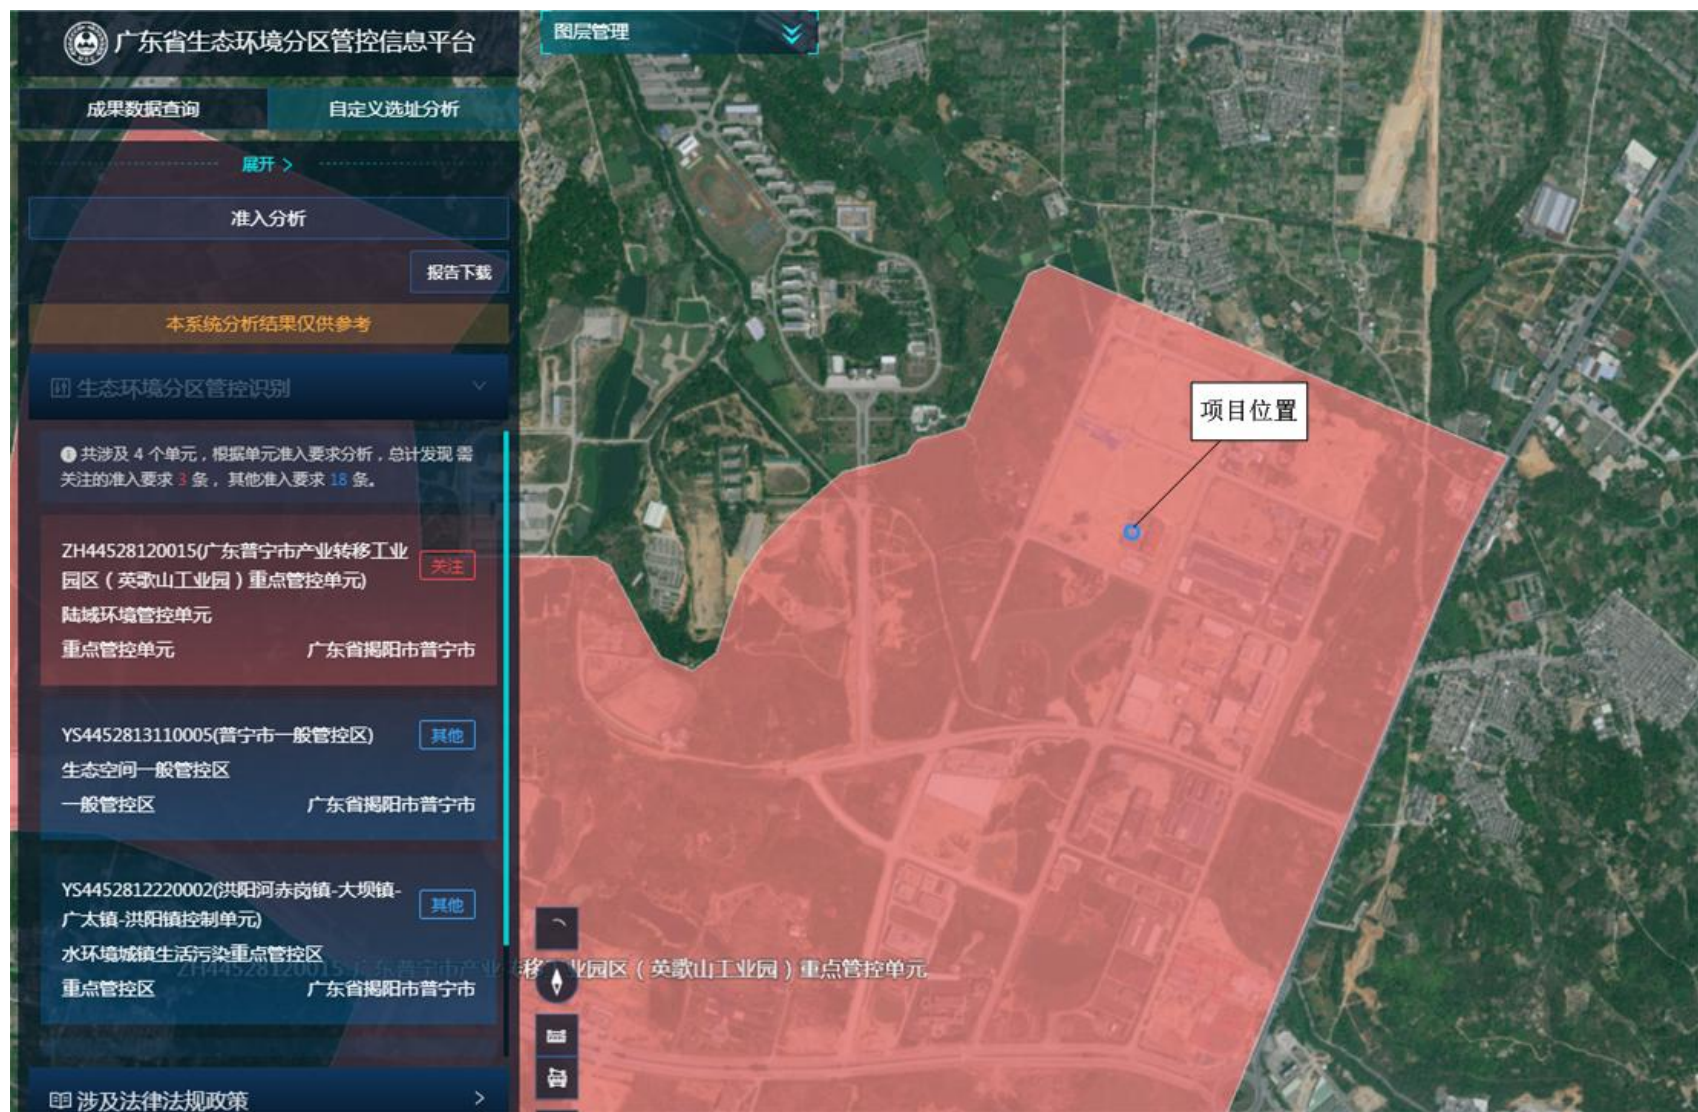 广东省生态环境分区管控信息平台
图层管理
成果数据查询
自定义选址分析
展开 >
准入分析
报告下载
本系统分析结果仅供参考
生态环境分区管控识别
共涉及 4 个单元，根据单元准入要求分析，总计发现 需
关注的准入要求 3 条， 其他准入要求 18 条。
ZH44528120015(广东普宁市产业转移工业
园区（英歌山工业园）重点管控单元)
关注
陆域环境管控单元
重点管控单元
广东省揭阳市普宁市
YS4452813110005(普宁市一般管控区)
其他
生态空间一般管控区
一般管控区
广东省揭阳市普宁市
YS4452812220002(洪阳河赤岗镇-大坝镇-
广太镇-洪阳镇控制单元)
其他
水环境城镇生活污染重点管控区
重点管控区
广东省揭阳市普宁市
涉及法律法规政策
项目位置
ZH44528120015 广东普宁市产业转移工业园区（英歌山工业园）重点管控单元